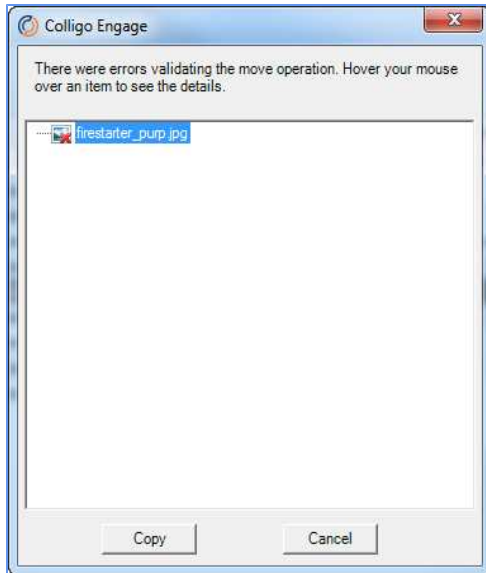 Colligo Engage
There were errors validating the move operation. Hover your mouse
over an item to see the details.
firestarter_purp.jpg
Copy
Cancel